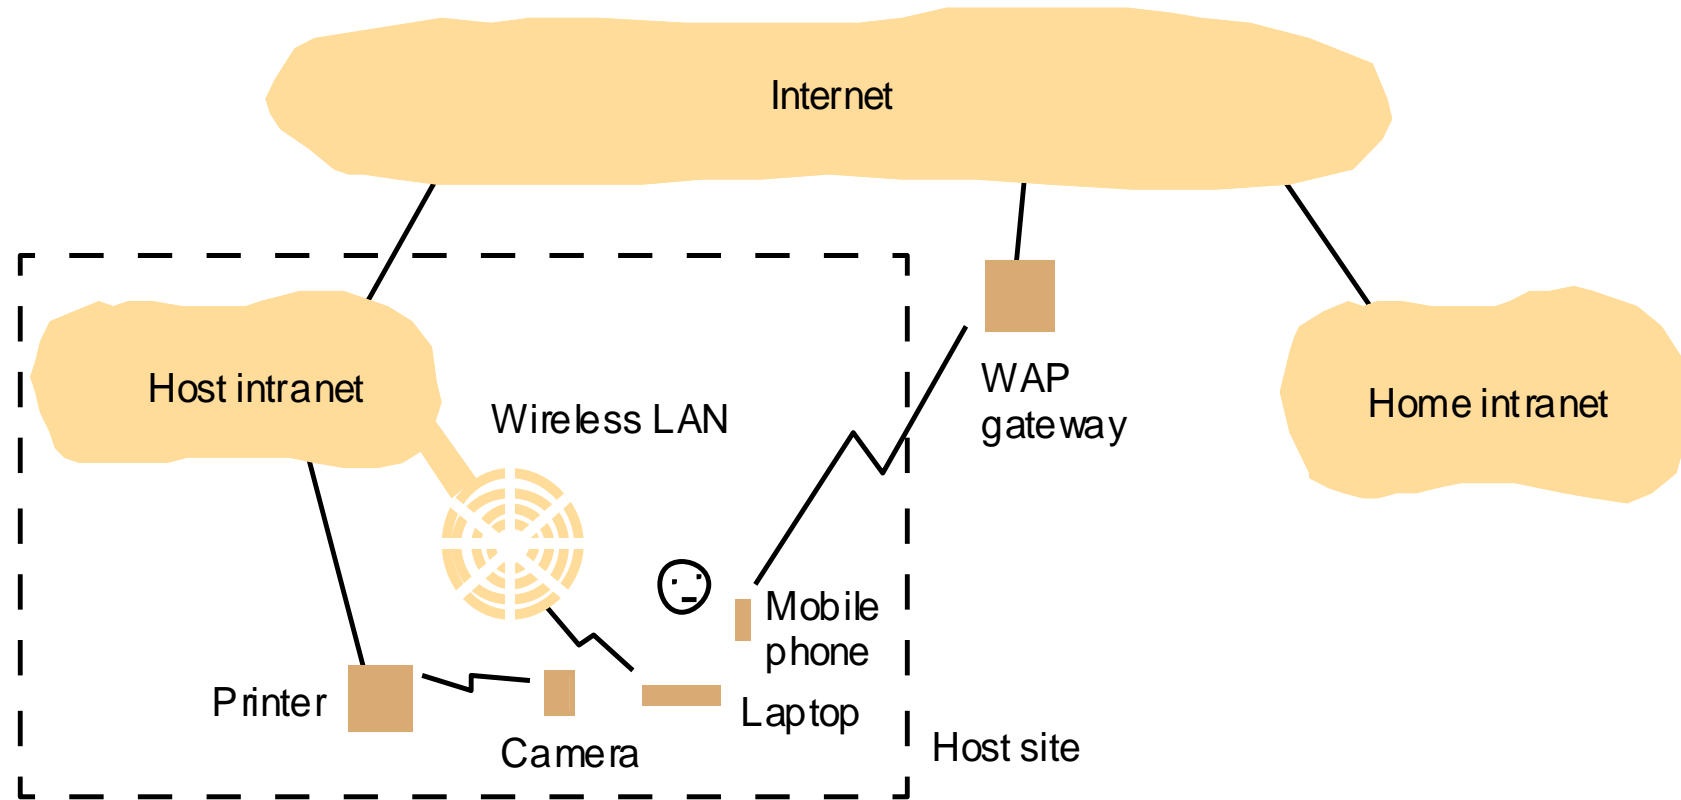 Internet
Host intranet
Wireless LAN
WAP
gateway
Home intranet
Mobile
phone
Printer
Laptop
Camera
Host site